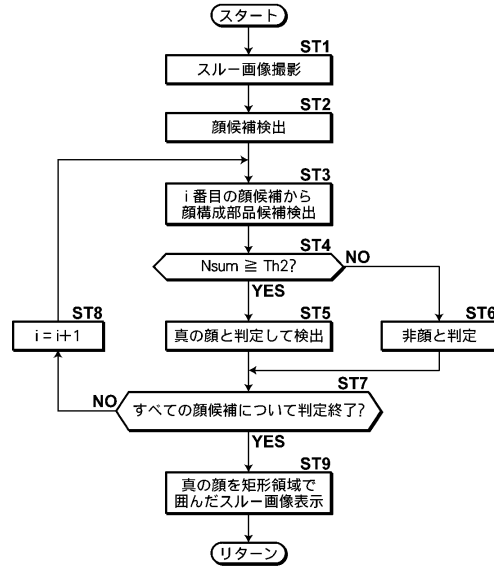 スタート
ST1
スルー画像撮影
ST2
顔候補検出
ST3
i 番目の顔候補から
顔構成部品候補検出
ST4
Nsum ≧ Th2?
NO
YES
ST5
真の顔と判定して検出
ST6
非顔と判定
ST8
i = i+1
ST7
すべての顔候補について判定終了?
NO
YES
ST9
真の顔を矩形領域で
囲んだスルー画像表示
リターン